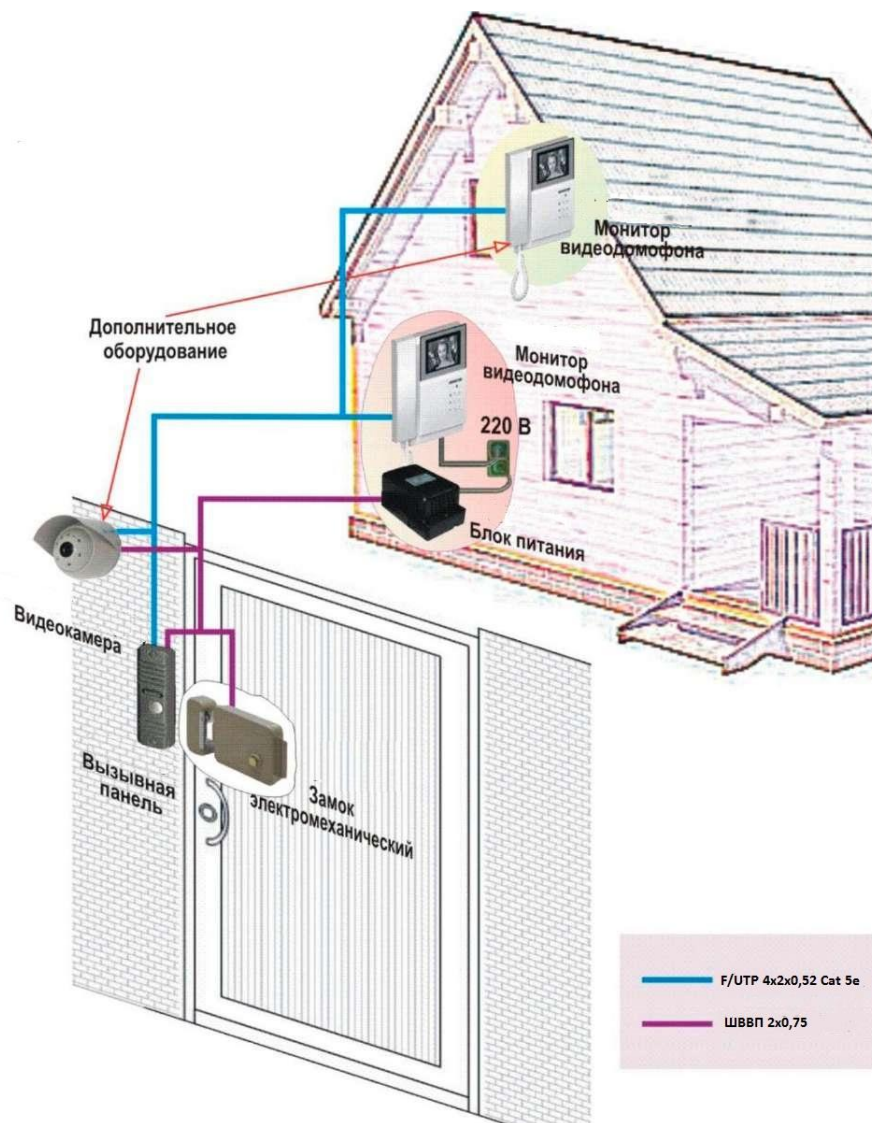 Монитор
видеодомофона
Дополнительное
оборудование
Монитор
видеодомофона
220 В
Блок питания
Видеокамера
Вызывная
панель
Замок
электромеханический
F/UTP 4x2x0,52 Cat 5e
ШВВП 2x0,75